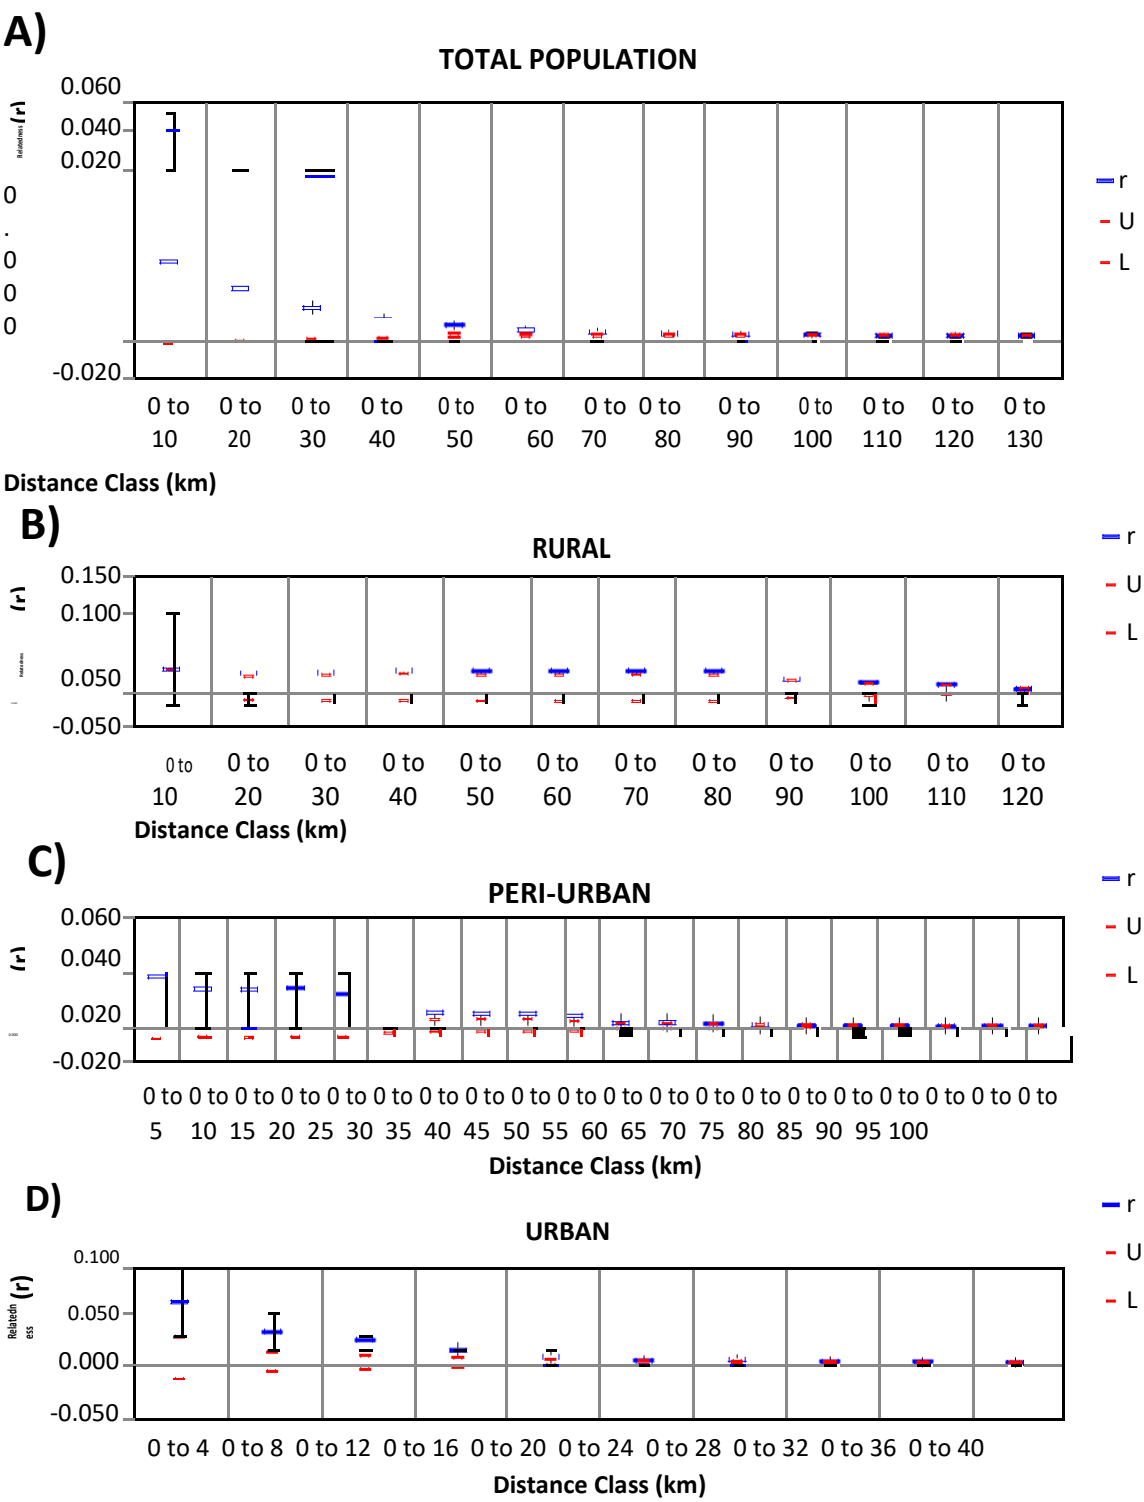 A)
TOTAL POPULATION
0.060
0.040
0.020
0
.
0
0
0
-0.020
Relatedness (r)
r
U
L
0 to 0 to 0 to 0 to 0 to 0 to 0 to 0 to 0 to 0 to 0 to 0 to 0 to
10 20 30 40 50 60 70 80 90 100 110 120 130
Distance Class (km)
B)
RURAL
0.150
0.100
0.050
-0.050
Relatedness (r)
r
U
L
0 to 0 to 0 to 0 to 0 to 0 to 0 to 0 to 0 to 0 to 0 to 0 to
10 20 30 40 50 60 70 80 90 100 110 120
Distance Class (km)
C)
PERI-URBAN
0.060
0.040
0.020
-0.020
(r)
r
U
L
0 to 0 to 0 to 0 to 0 to 0 to 0 to 0 to 0 to 0 to 0 to 0 to 0 to 0 to 0 to 0 to 0 to 0 to 0 to 0 to
5 10 15 20 25 30 35 40 45 50 55 60 65 70 75 80 85 90 95 100
Distance Class (km)
D)
URBAN
0.100
0.050
0.000
-0.050
Relatedn
ess (r)
r
U
L
0 to 4 0 to 8 0 to 12 0 to 16 0 to 20 0 to 24 0 to 28 0 to 32 0 to 36 0 to 40
Distance Class (km)